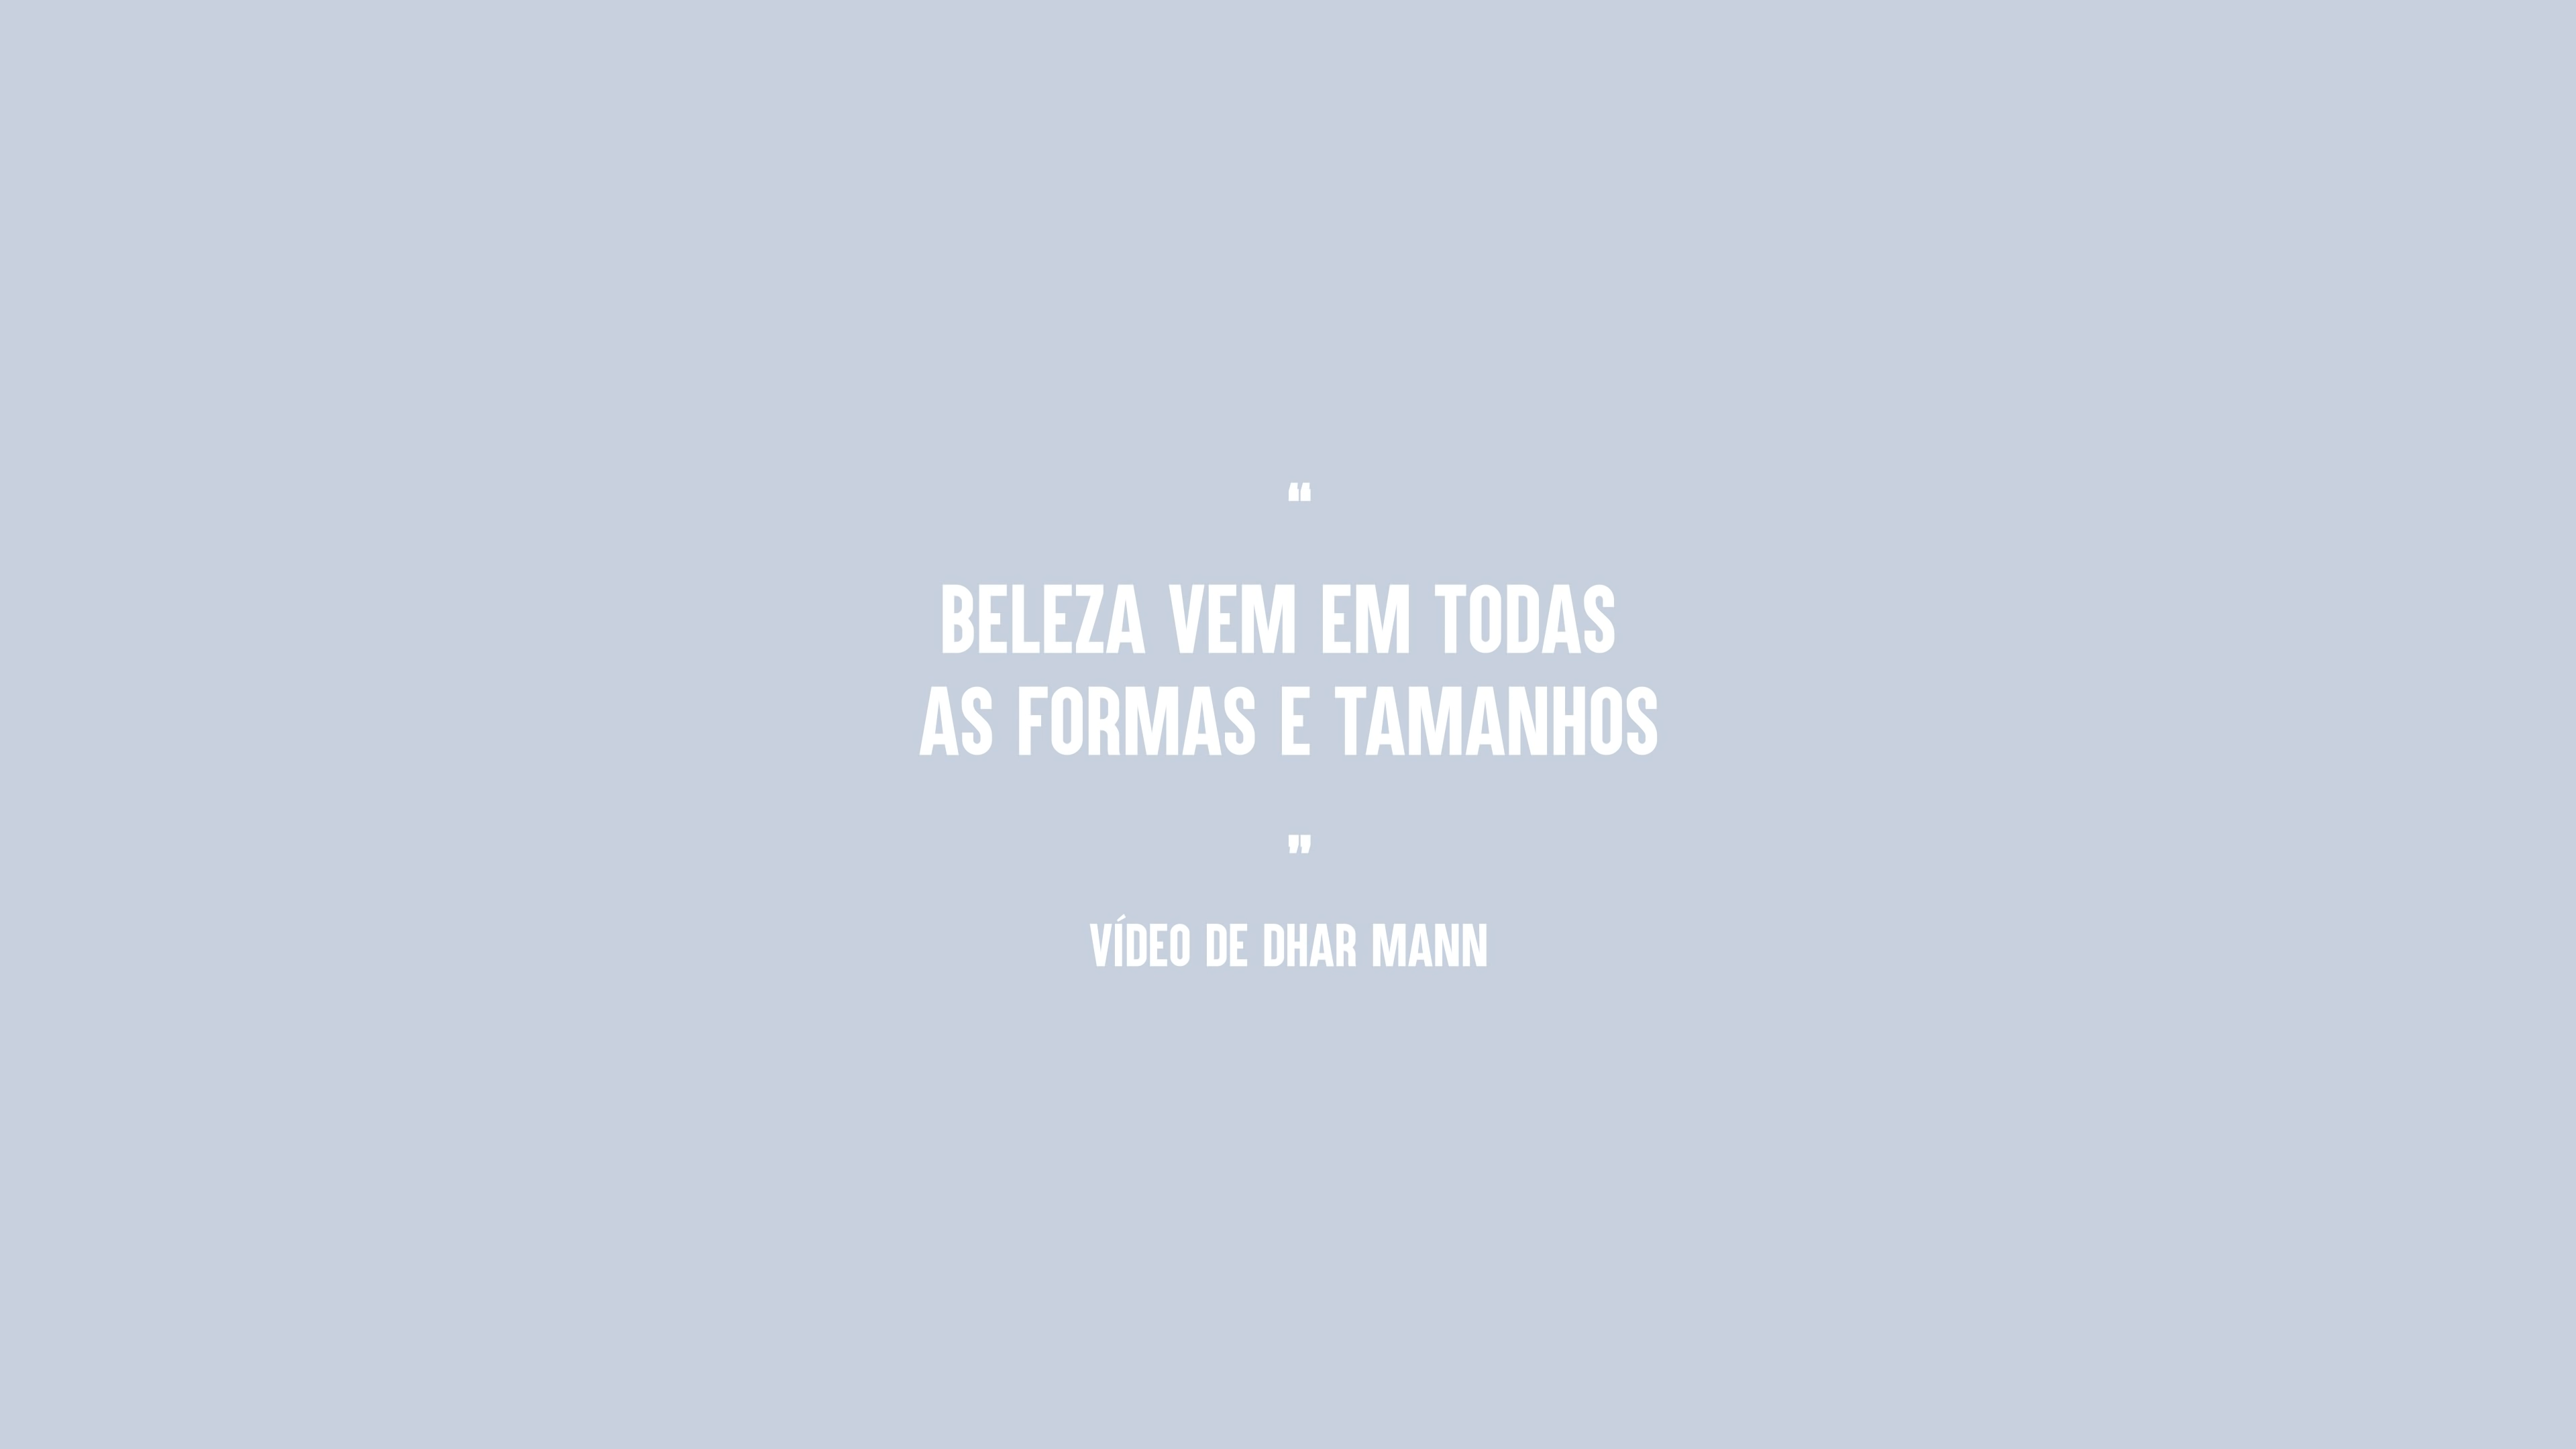 “
BELEZA VEM EM TODAS
AS FORMAS E TAMANHOS
”
VÍDEO DE DHAR MANN